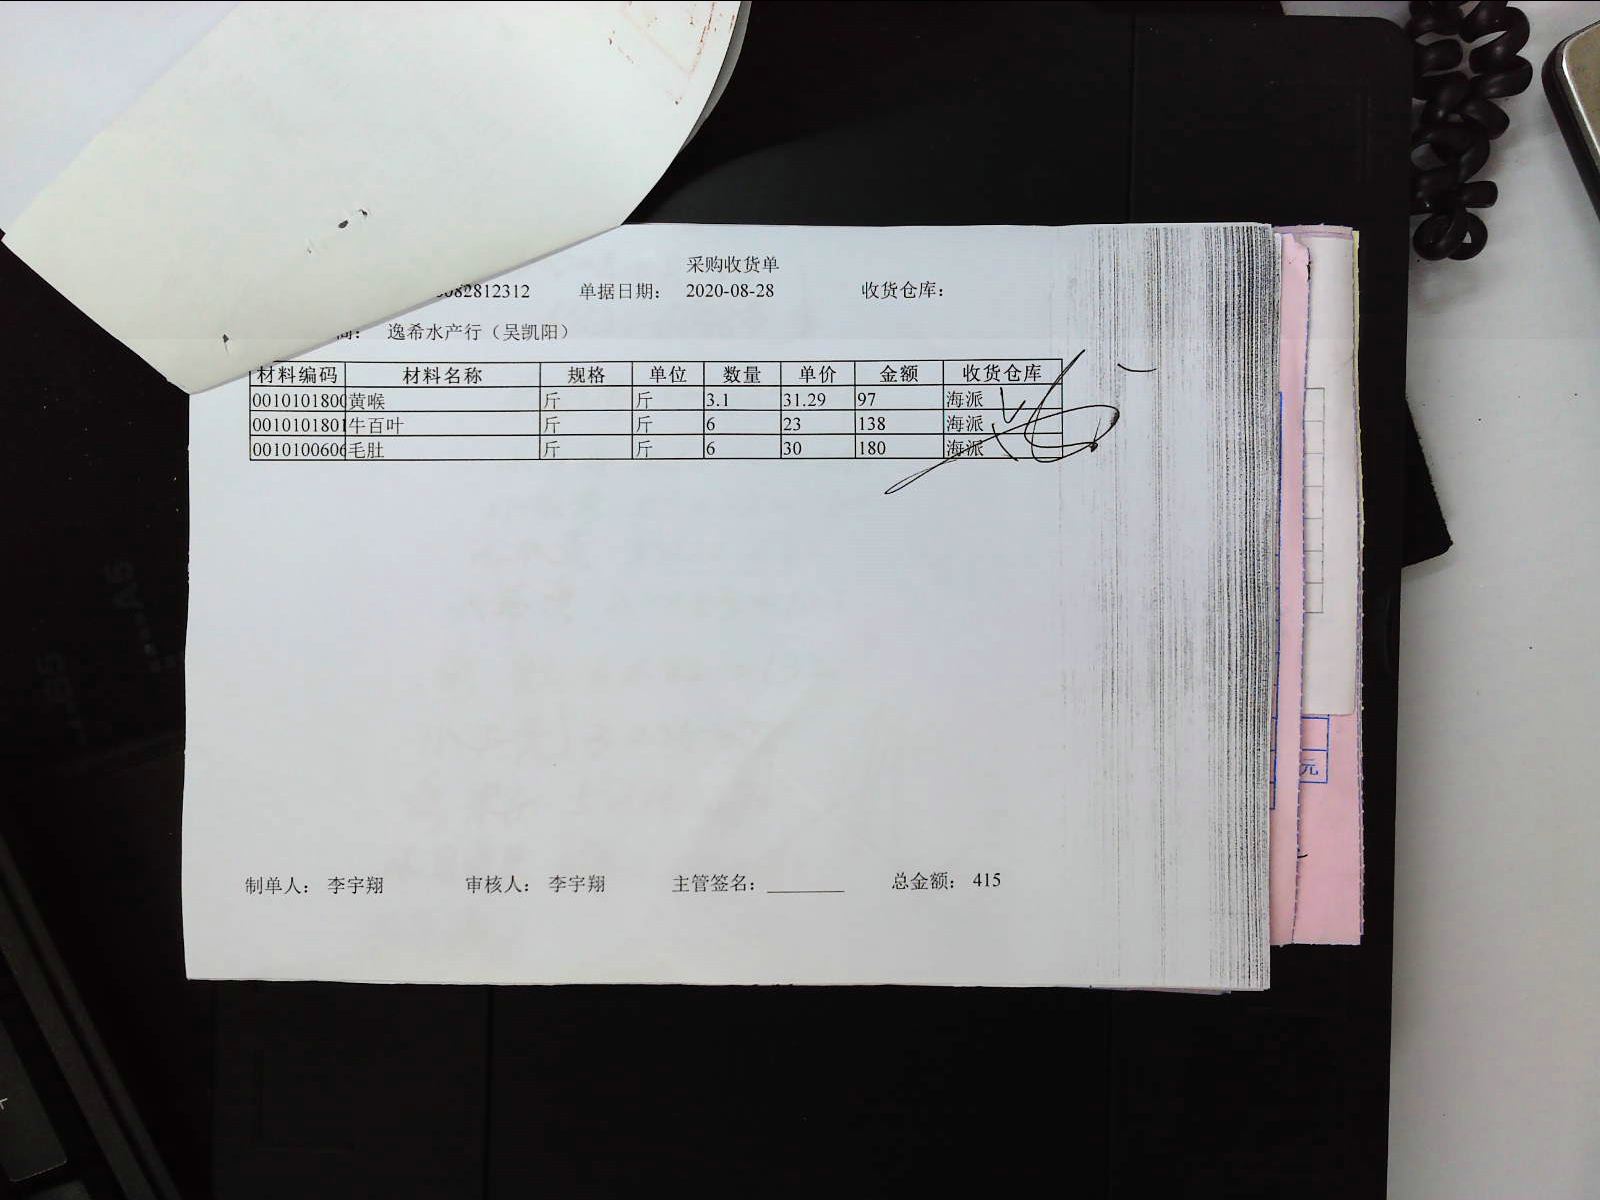 采购收货单
082812312 单据日期： 2020-08-28 收货仓库：
商： 逸希水产行（吴凯阳）
材料编码 材料名称 规格 单位 数量 单价 金额 收货仓库
0010101800 黄喉 斤 斤 3.1 31.29 97 海派
0010101801 牛百叶 斤 斤 6 23 138 海派
0010100606 毛肚 斤 斤 6 30 180 海派
元
制单人： 李宇翔 审核人： 李宇翔 主管签名：________ 总金额： 415